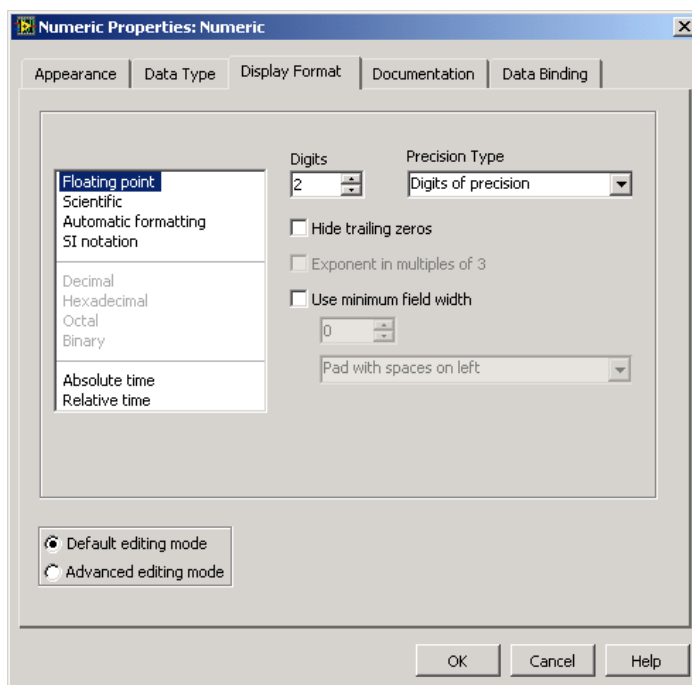 Numeric Properties: Numeric
Appearance Data Type Display Format Documentation Data Binding
Floating point
Scientific
Automatic formatting
SI notation
Decimal
Hexadecimal
Octal
Binary
Absolute time
Relative time
Digits Precision Type
2 Digits of precision
Hide trailing zeros
Exponent in multiples of 3
Use minimum field width
0
Pad with spaces on left
Default editing mode
Advanced editing mode
OK Cancel Help